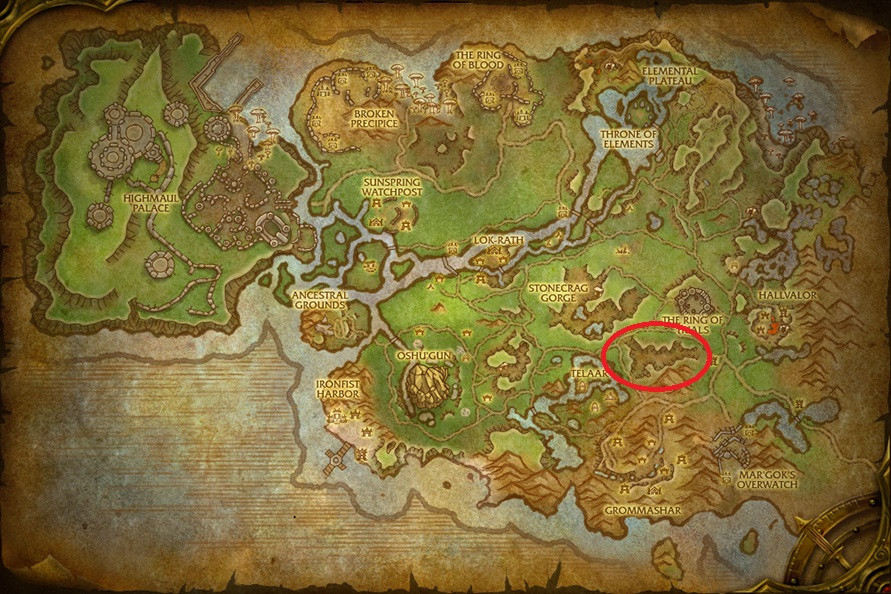 THE RING
OF BLOOD
ELEMENTAL
PLATEAU
BROKEN
PRECIPICE
THRONE OF
ELEMENTS
SUNSPRING
WATCHPOST
HIGHMAUL
PALACE
LOK-RATH
STONECRAG
GORGE
HALLVALOR
ANCESTRAL
GROUNDS
THE RING OF
OSHU'GUN
TELAAR
IRONFIST
HARBOR
MAR'GOK'S
OVERWATCH
GROMMASHAR